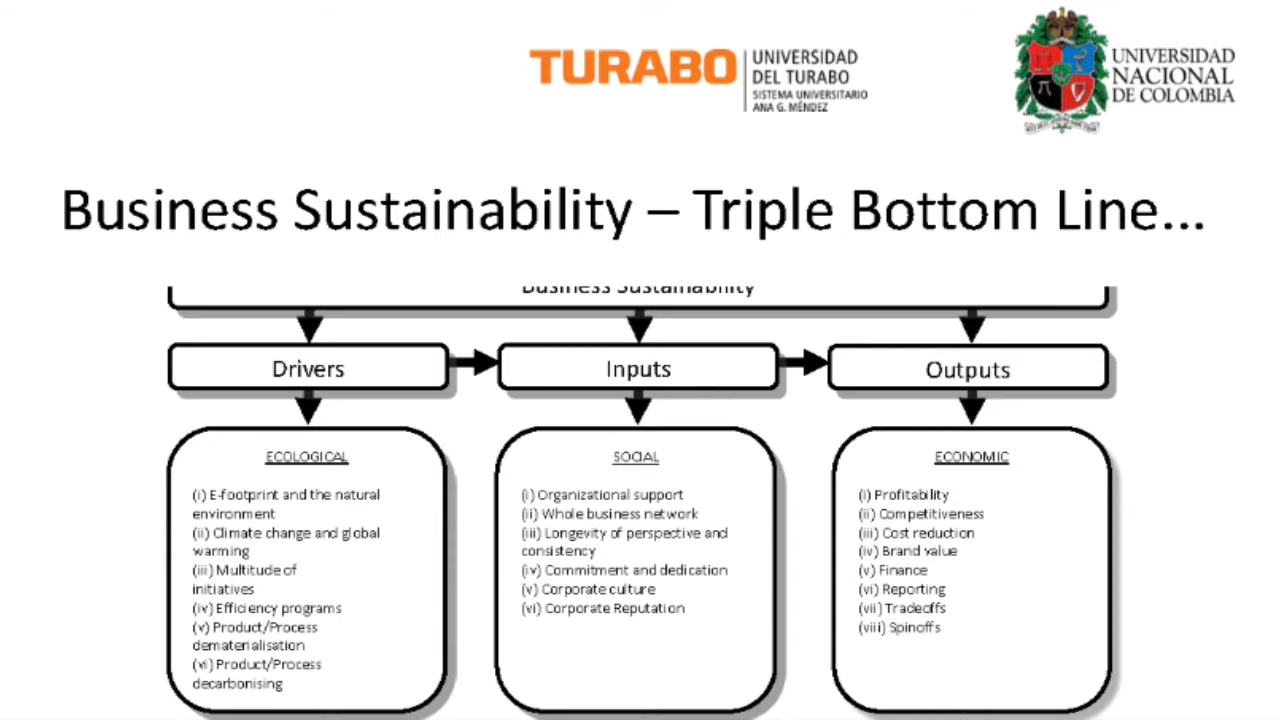 TURABO
UNIVERSIDAD
DEL TURABO
SISTEMA UNIVERSITARIO
ANA G. MÉNDEZ
UNIVERSIDAD
NACIONAL
DE COLOMBIA
Business Sustainability – Triple Bottom Line...
Business Sustainability
Drivers
Inputs
Outputs
ECOLOGICAL
(i) E-footprint and the natural
environment
(ii) Climate change and global
warming
(iii) Multitude of
initiatives
(iv) Efficiency programs
(v) Product/Process
dematerialisation
(vi) Product/Process
decarbonising
SOCIAL
(i) Organizational support
(ii) Whole business network
(iii) Longevity of perspective and
consistency
(iv) Commitment and dedication
(v) Corporate culture
(vi) Corporate Reputation
ECONOMIC
(i) Profitability
(ii) Competitiveness
(iii) Cost reduction
(iv) Brand value
(v) Finance
(vi) Reporting
(vii) Tradeoffs
(viii) Spinoffs